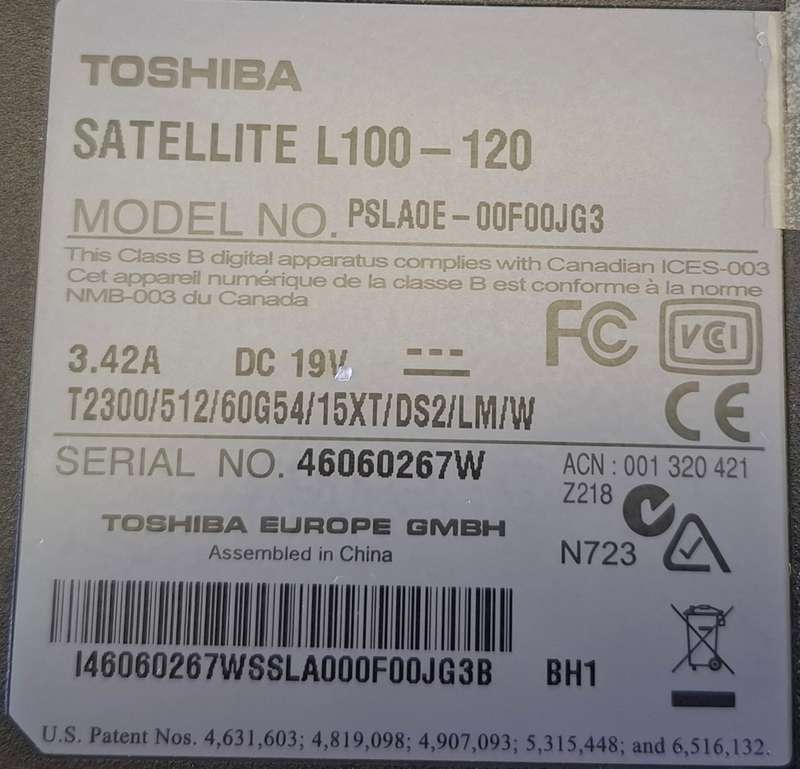 TOSHIBA
SATELLITE L100-120
MODEL NO. PSLA0E-00F00JG3
This Class B digital apparatus complies with Canadian ICES-003
Cet appareil numérique de la classe B est conforme à la norme
NMB-003 du Canada
FC VCI
3.42A DC 19V
T2300/512/60G54/15XT/DS2/LM/W
CE
SERIAL NO. 46060267W
ACN : 001 320 421
Z218
TOSHIBA EUROPE GMBH
Assembled in China
N723
I46060267WSSLA000F00JG3B BH1
U.S. Patent Nos. 4,631,603; 4,819,098; 4,907,093; 5,315,448; and 6,516,132.